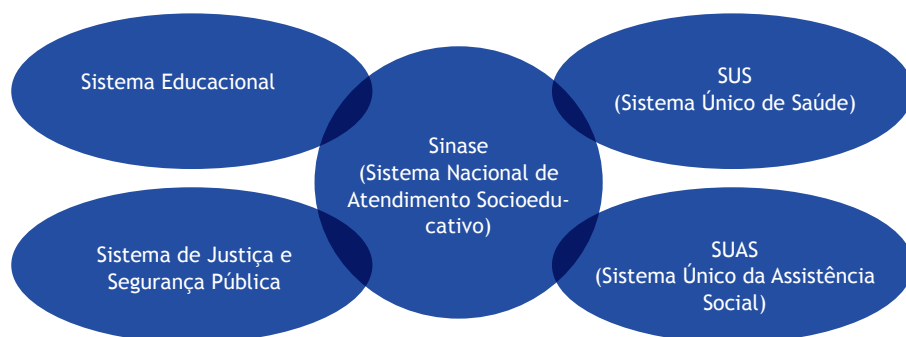 Sistema Educacional
SUS
(Sistema Único de Saúde)
Sinase
(Sistema Nacional de
Atendimento Socioedu-
cativo)
Sistema de Justiça e
Segurança Pública
SUAS
(Sistema Único da Assistência
Social)